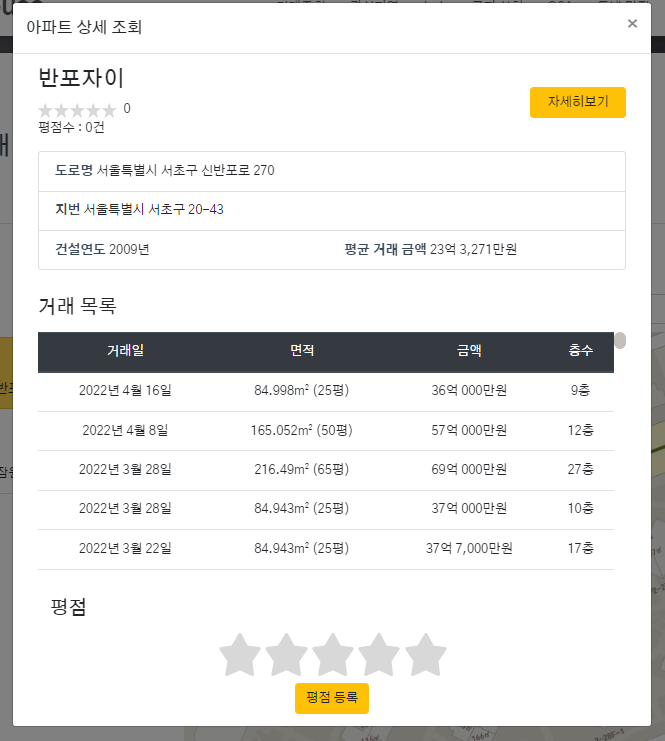 아파트 상세 조회
×
반포자이
자세히보기
0
평점수 : 0건
도로명 서울특별시 서초구 신반포로 270
지번 서울특별시 서초구 20-43
건설연도 2009년 평균 거래 금액 23억 3,271만원
거래 목록
거래일 면적 금액 층수
2022년 4월 16일 84.998m² (25평) 36억 000만원 9층
2022년 4월 8일 165.052m² (50평) 57억 000만원 12층
2022년 3월 28일 216.49m² (65평) 69억 000만원 27층
2022년 3월 28일 84.943m² (25평) 37억 000만원 10층
2022년 3월 22일 84.943m² (25평) 37억 7,000만원 17층
평점
평점 등록